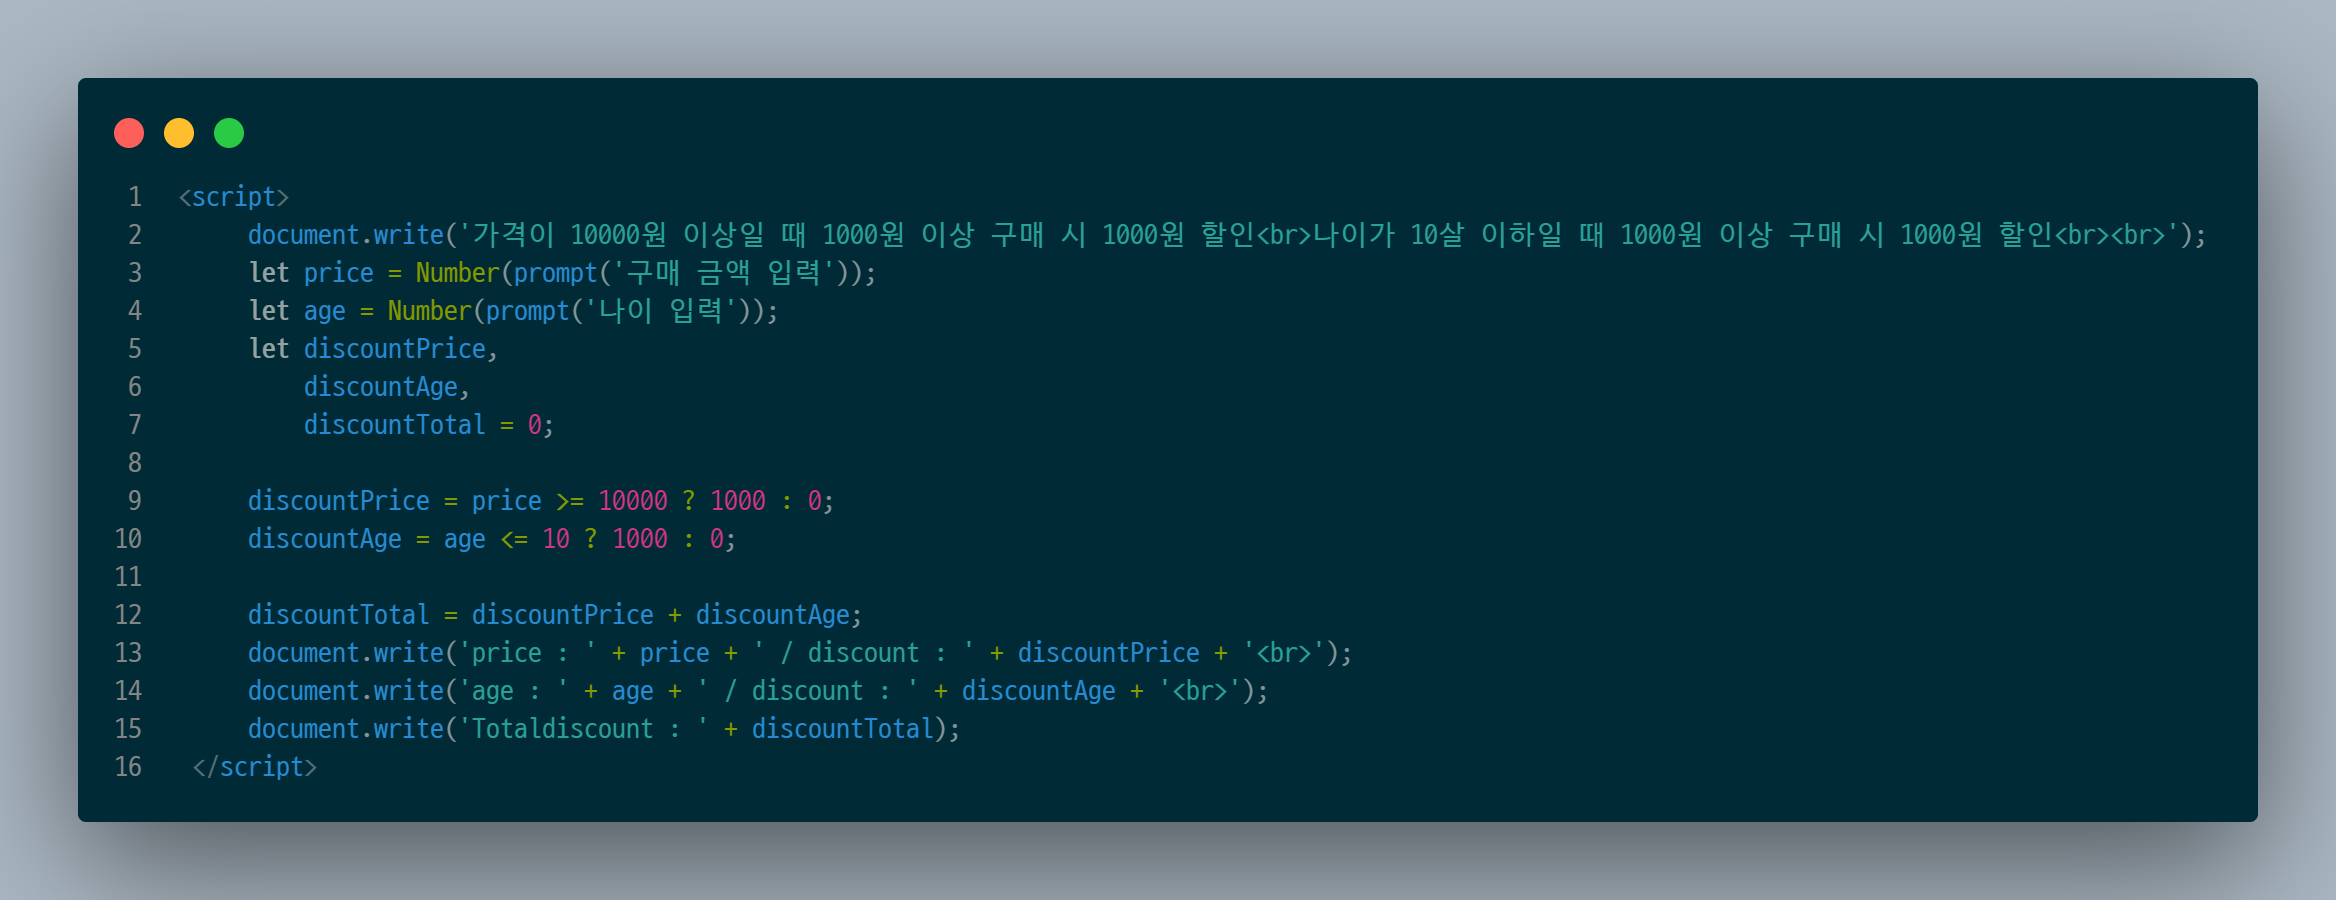 1 <script>
2 document.write('가격이 10000원 이상일 때 1000원 이상 구매 시 1000원 할인<br>나이가 10살 이하일 때 1000원 이상 구매 시 1000원 할인<br><br>');
3 let price = Number(prompt('구매 금액 입력'));
4 let age = Number(prompt('나이 입력'));
5 let discountPrice,
6 discountAge,
7 discountTotal = 0;
8
9 discountPrice = price >= 10000 ? 1000 : 0;
10 discountAge = age <= 10 ? 1000 : 0;
11
12 discountTotal = discountPrice + discountAge;
13 document.write('price : ' + price + ' / discount : ' + discountPrice + '<br>');
14 document.write('age : ' + age + ' / discount : ' + discountAge + '<br>');
15 document.write('Totaldiscount : ' + discountTotal);
16 </script>